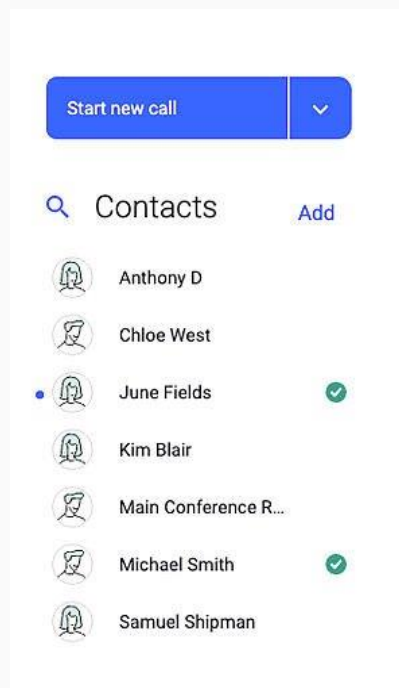 Start new call
Contacts Add
Anthony D
Chloe West
June Fields
Kim Blair
Main Conference R...
Michael Smith
Samuel Shipman